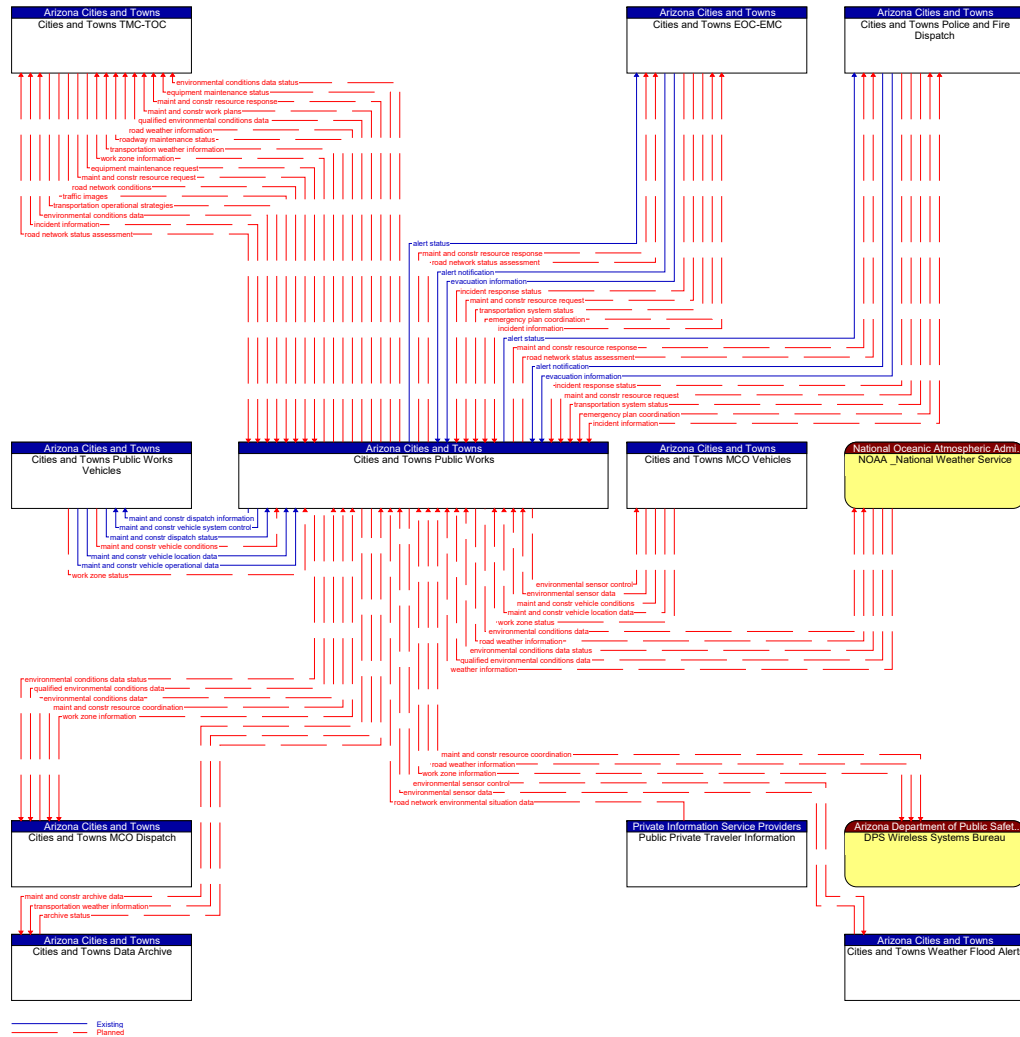 Arizona Cities and Towns
Cities and Towns TMC-TOC
Arizona Cities and Towns
Cities and Towns EOC-EMC
Arizona Cities and Towns
Cities and Towns Police and Fire
Dispatch
environmental conditions data status
equipment maintenance status
maint and constr resource response
maint and constr work plans
qualified environmental conditions data
road weather information
roadway maintenance status
transportation weather information
work zone information
equipment maintenance request
maint and constr resource request
road network conditions
traffic images
transportation operational strategies
environmental conditions data
incident information
road network status assessment
alert status
maint and constr resource response
road network status assessment
alert notification
evacuation information
incident response status
maint and constr resource request
transportation system status
emergency plan coordination
incident information
alert status
maint and constr resource response
road network status assessment
alert notification
evacuation information
incident response status
maint and constr resource request
transportation system status
emergency plan coordination
incident information
Arizona Cities and Towns
Cities and Towns Public Works
Vehicles
Arizona Cities and Towns
Cities and Towns Public Works
Arizona Cities and Towns
Cities and Towns MCO Vehicles
National Oceanic Atmospheric Admi..
NOAA _National Weather Service
maint and constr dispatch information
maint and constr vehicle system control
maint and constr dispatch status
maint and constr vehicle conditions
maint and constr vehicle location data
maint and constr vehicle operational data
work zone status
environmental sensor control
environmental sensor data
maint and constr vehicle conditions
maint and constr vehicle location data
work zone status
environmental conditions data
road weather information
environmental conditions data status
qualified environmental conditions data
weather information
environmental conditions data status
qualified environmental conditions data
environmental conditions data
maint and constr resource coordination
work zone information
maint and constr resource coordination
road weather information
work zone information
environmental sensor control
environmental sensor data
road network environmental situation data
Arizona Cities and Towns
Cities and Towns MCO Dispatch
Private Information Service Providers
Public Private Traveler Information
Arizona Department of Public Safet..
DPS Wireless Systems Bureau
maint and constr archive data
transportation weather information
archive status
Arizona Cities and Towns
Cities and Towns Data Archive
Arizona Cities and Towns
Cities and Towns Weather Flood Alert
Existing
Planned